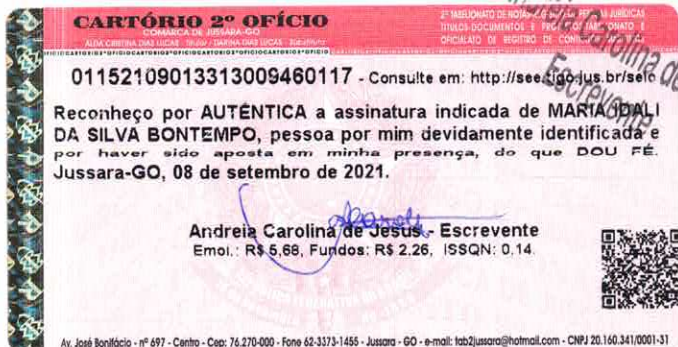 CARTÓRIO 2º OFÍCIO
COMARCA DE JUSSARA-GO
01152109013313009460117 - Consulte em: http://see.tjgo.jus.br/selo
Reconheço por AUTÊNTICA a assinatura indicada de MARIA IDALI
DA SILVA BONTEMPO, pessoa por mim devidamente identificada e
por haver sido aposta em minha presença, do que DOU FÉ.
Jussara-GO, 08 de setembro de 2021.
Andreia Carolina de Jesus - Escrevente
Emol.: R$ 5,68, Fundos: R$ 2.26, ISSQN: 0.14.
Av. José Bonifácio - nº 697 - Centro - Cep: 76.270-000 - Fone 62-3373-1455 - Jussara - GO - e-mail: tab2jussara@hotmail.com - CNPJ 20.160.341/0001-31
Carolina de
Escrevente